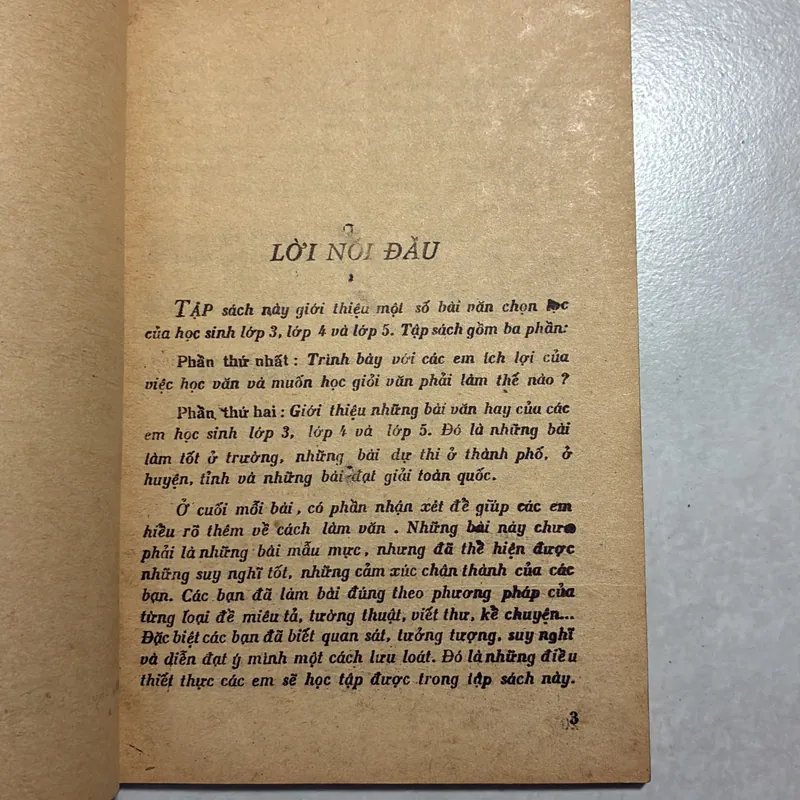 LỜI NÓI ĐẦU
TẬP sách này giới thiệu một số bài văn chọn lọc
của học sinh lớp 3, lớp 4 và lớp 5. Tập sách gồm ba phần:
Phần thứ nhất : Trình bày với các em ích lợi của
việc học văn và muốn học giỏi văn phải làm thế nào ?
Phần thứ hai : Giới thiệu những bài văn hay của các
em học sinh lớp 3, lớp 4 và lớp 5. Đó là những bài
làm tốt ở trường, những bài dự thi ở thành phố, ở
huyện, tỉnh và những bài đạt giải toàn quốc.
Ở cuối mỗi bài, có phần nhận xét để giúp các em
hiểu rõ thêm về cách làm văn . Những bài này chưa
phải là những bài mẫu mực, nhưng đã thể hiện được
những suy nghĩ tốt, những cảm xúc chân thành của các
bạn. Các bạn đã làm bài đúng theo phương pháp của
từng loại đề miêu tả, tường thuật, viết thư, kể chuyện...
Đặc biệt các bạn đã biết quan sát, tưởng tượng, suy nghĩ
và diễn đạt ý mình một cách lưu loát. Đó là những điều
thiết thực các em sẽ học tập được trong tập sách này.
3